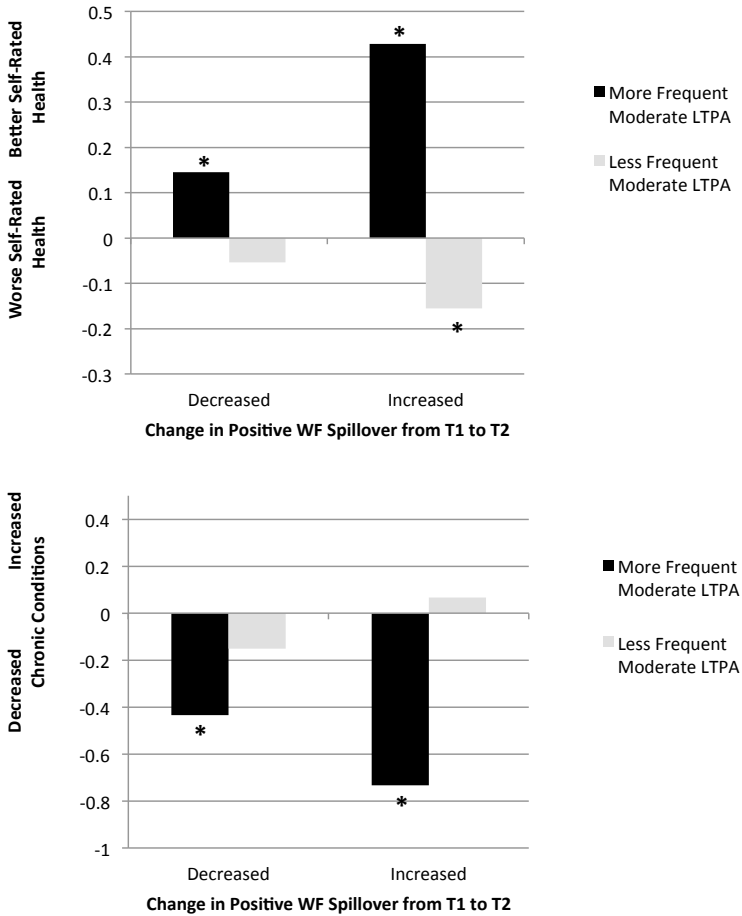 Better Self-Rated
Health
Worse Self-Rated
Health
0.5
0.4
0.3
0.2
0.1
0
-0.1
-0.2
-0.3
*
*
*
Decreased
Increased
Change in Positive WF Spillover from T1 to T2
More Frequent
Moderate LTPA
Less Frequent
Moderate LTPA
Increased
Decreased
Chronic Conditions
0.4
0.2
0
-0.2
-0.4
-0.6
-0.8
-1
*
*
Decreased
Increased
Change in Positive WF Spillover from T1 to T2
More Frequent
Moderate LTPA
Less Frequent
Moderate LTPA